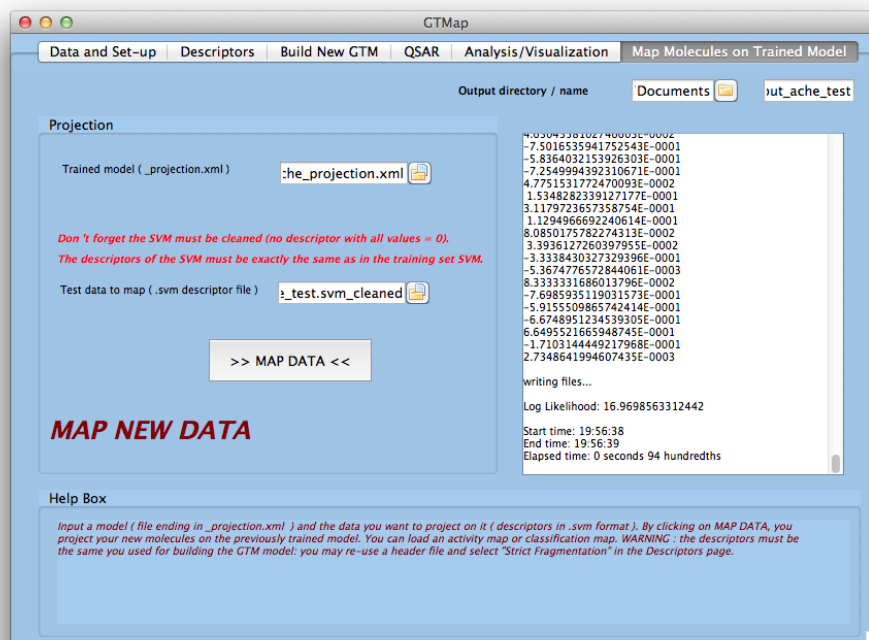 GTMap
Data and Set-up Descriptors Build New GTM QSAR Analysis/Visualization Map Molecules on Trained Model
Output directory / name Documents out_ache_test
Projection
Trained model ( _projection.xml ) che_projection.xml
Don 't forget the SVM must be cleaned (no descriptor with all values = 0).
The descriptors of the SVM must be exactly the same as in the training set SVM.
Test data to map ( .svm descriptor file ) e_test.svm_cleaned
>> MAP DATA <<
MAP NEW DATA
-7.5016535941752543E-0001
-5.8364032153926303E-0001
-7.2549994392310671E-0001
4.7751531772470093E-0002
1.5348282339127177E-0001
3.1179723657358754E-0001
1.1294966692240614E-0001
8.0850175782274313E-0002
3.3936127260397955E-0002
-3.3338430327329396E-0001
-5.3674776572844061E-0003
8.3333331686013796E-0002
-7.6985935119031573E-0001
-5.9155509865742414E-0001
-6.6748951234539305E-0001
6.6495521665948745E-0001
-1.7103144449217968E-0001
2.7348641994607435E-0003
writing files...
Log Likelihood: 16.9698563312442
Start time: 19:56:38
End time: 19:56:39
Elapsed time: 0 seconds 94 hundredths
Help Box
Input a model ( file ending in _projection.xml ) and the data you want to project on it ( descriptors in .svm format ). By clicking on MAP DATA, you
project your new molecules on the previously trained model. You can load an activity map or classification map. WARNING : the descriptors must be
the same you used for building the GTM model: you may re-use a header file and select "Strict Fragmentation" in the Descriptors page.